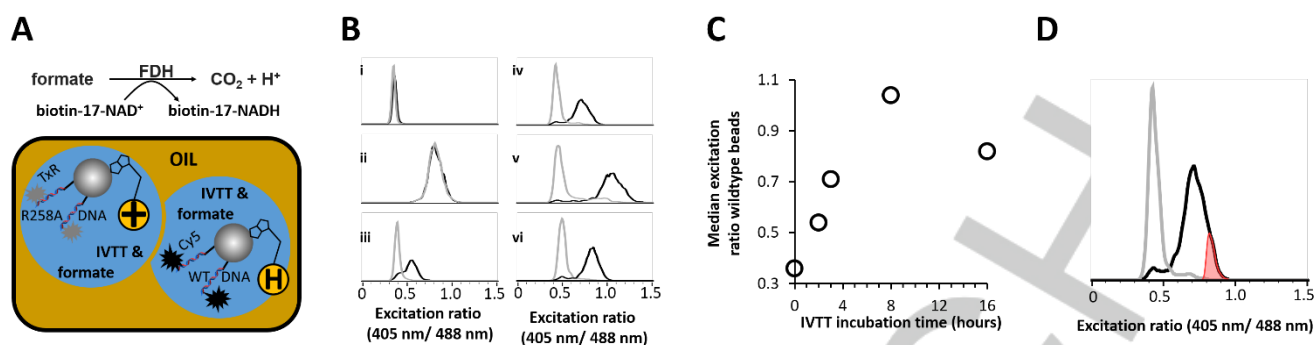 A
formate
FDH
CO₂ + H⁺
biotin-17-NAD⁺
biotin-17-NADH
OIL
TxR
R258A
DNA
+
IVTT &
formate
IVTT &
formate
Cy5
WT
DNA
H
B
i
ii
iii
0
0.5
1.0
1.5
Excitation ratio
(405 nm/ 488 nm)
iv
v
vi
0
0.5
1.0
1.5
Excitation ratio
(405 nm/ 488 nm)
C
Median excitation
ratio wildtype beads
1.1
0.9
0.7
0.5
0.3
0
4
8
12
16
IVTT incubation time (hours)
D
0
0.5
1.0
1.5
Excitation ratio (405 nm/ 488 nm)